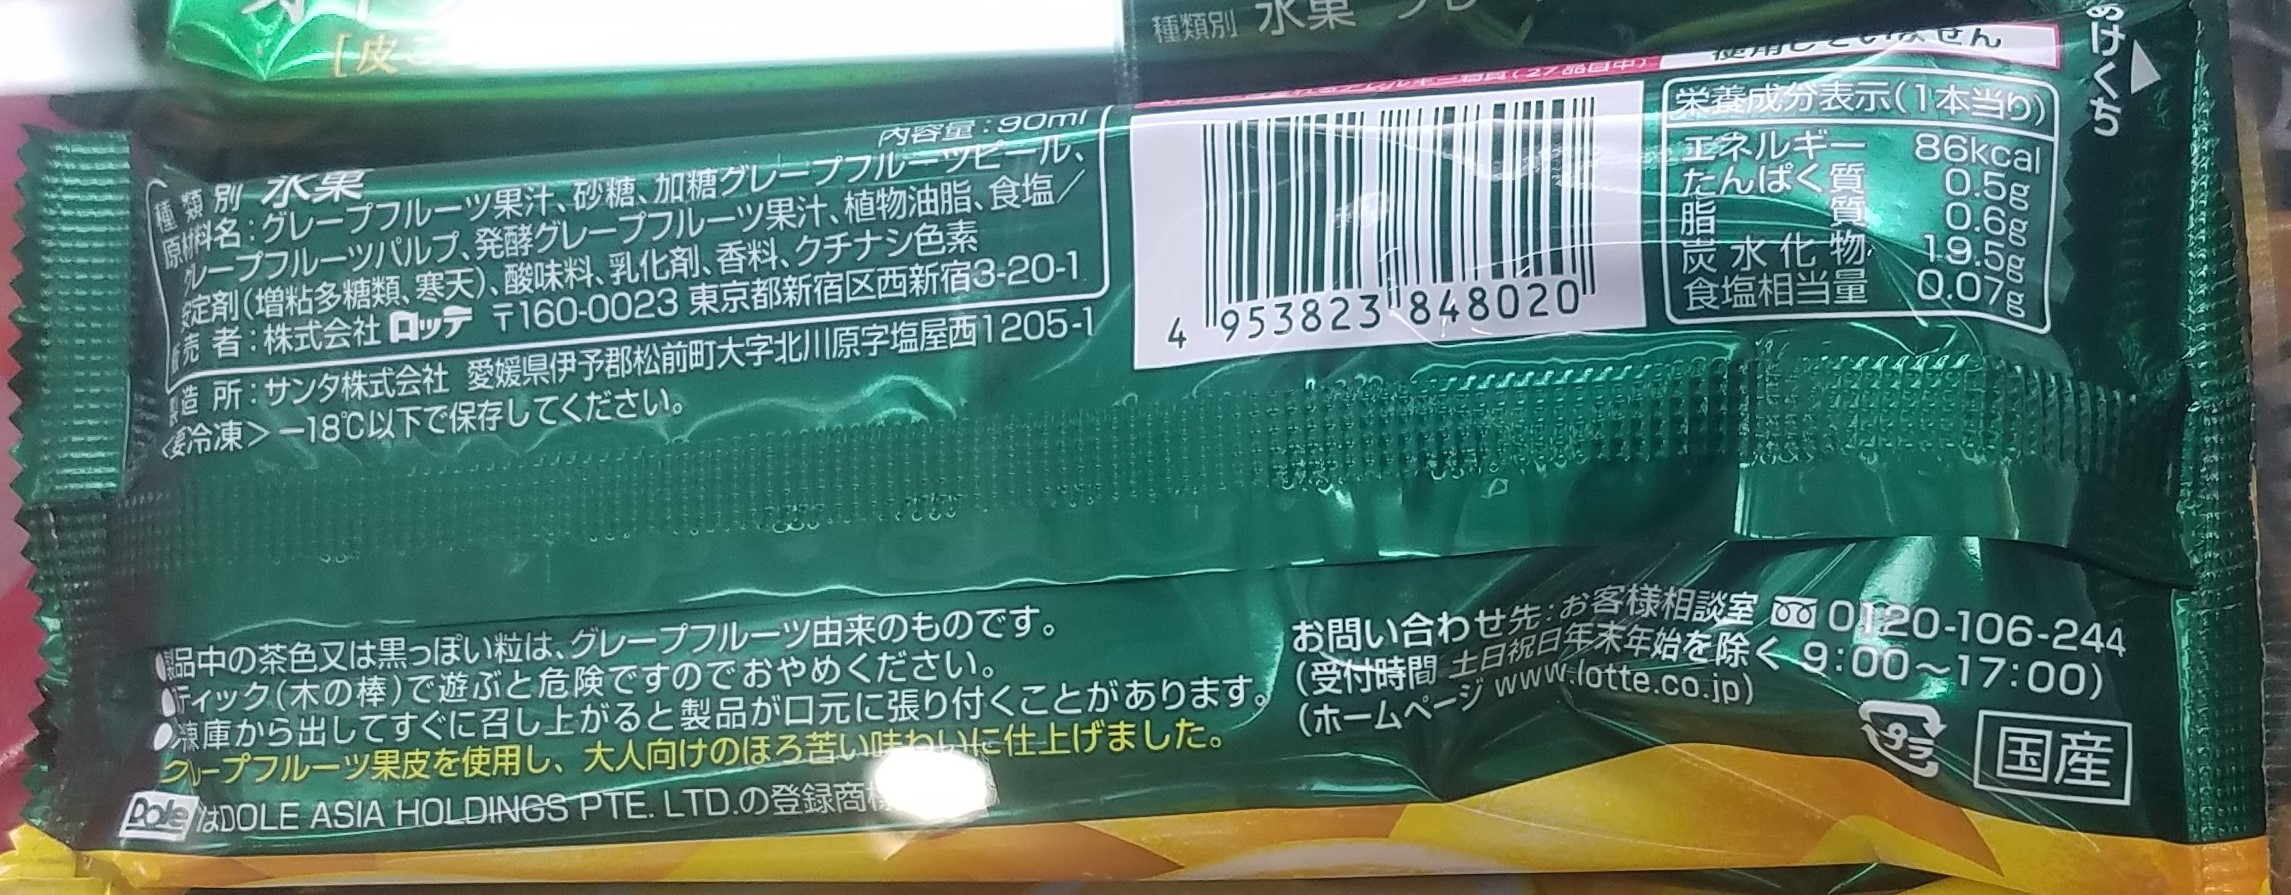 [皮
種類別 氷菓
使用していません
(27品目中)
あけくち
種類別 氷菓
内容量:90ml
原材料名:グレープフルーツ果汁、砂糖、加糖グレープフルーツピール、
グレープフルーツパルプ、発酵グレープフルーツ果汁、植物油脂、食塩/
安定剤(増粘多糖類、寒天)、酸味料、乳化剤、香料、クチナシ色素
販売者:株式会社ロッテ 〒160-0023 東京都新宿区西新宿3-20-1
製造所:サンタ株式会社 愛媛県伊予郡松前町大字北川原字塩屋西1205-1
<要冷凍>-18℃以下で保存してください。
4 953823 848020
栄養成分表示(1本当り)
エネルギー 86kcal
たんぱく質 0.5g
脂質 0.6g
炭水化物 19.5g
食塩相当量 0.07g
●製品中の茶色又は黒っぽい粒は、グレープフルーツ由来のものです。
ティック(木の棒)で遊ぶと危険ですのでおやめください。
●冷凍庫から出してすぐに召し上がると製品が口元に張り付くことがあります。
グレープフルーツ果皮を使用し、大人向けのほろ苦い味わいに仕上げました。
DoleはDOLE ASIA HOLDINGS PTE. LTD.の登録商標
お問い合わせ先:お客様相談室 0120-106-244
(受付時間 土日祝日年末年始を除く 9:00~17:00)
(ホームページ www.lotte.co.jp)
プラ
国産